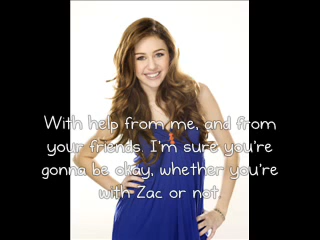 With help from me, and from
your friends. I'm sure you're
gonna be okay, whether you're
with Zac or not.